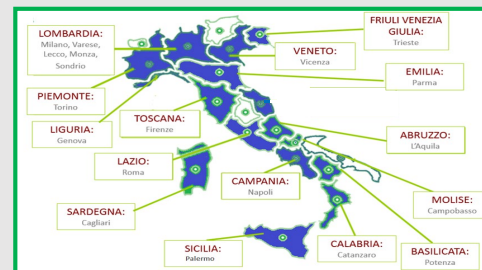 LOMBARDIA:
Milano, Varese,
Lecco, Monza,
Sondrio
FRIULI VENEZIA
GIULIA:
Trieste
VENETO:
Vicenza
EMILIA:
Parma
PIEMONTE:
Torino
TOSCANA:
Firenze
LIGURIA:
Genova
ABRUZZO:
L'Aquila
LAZIO:
Roma
CAMPANIA:
Napoli
MOLISE:
Campobasso
SARDEGNA:
Cagliari
SICILIA:
Palermo
CALABRIA:
Catanzaro
BASILICATA:
Potenza